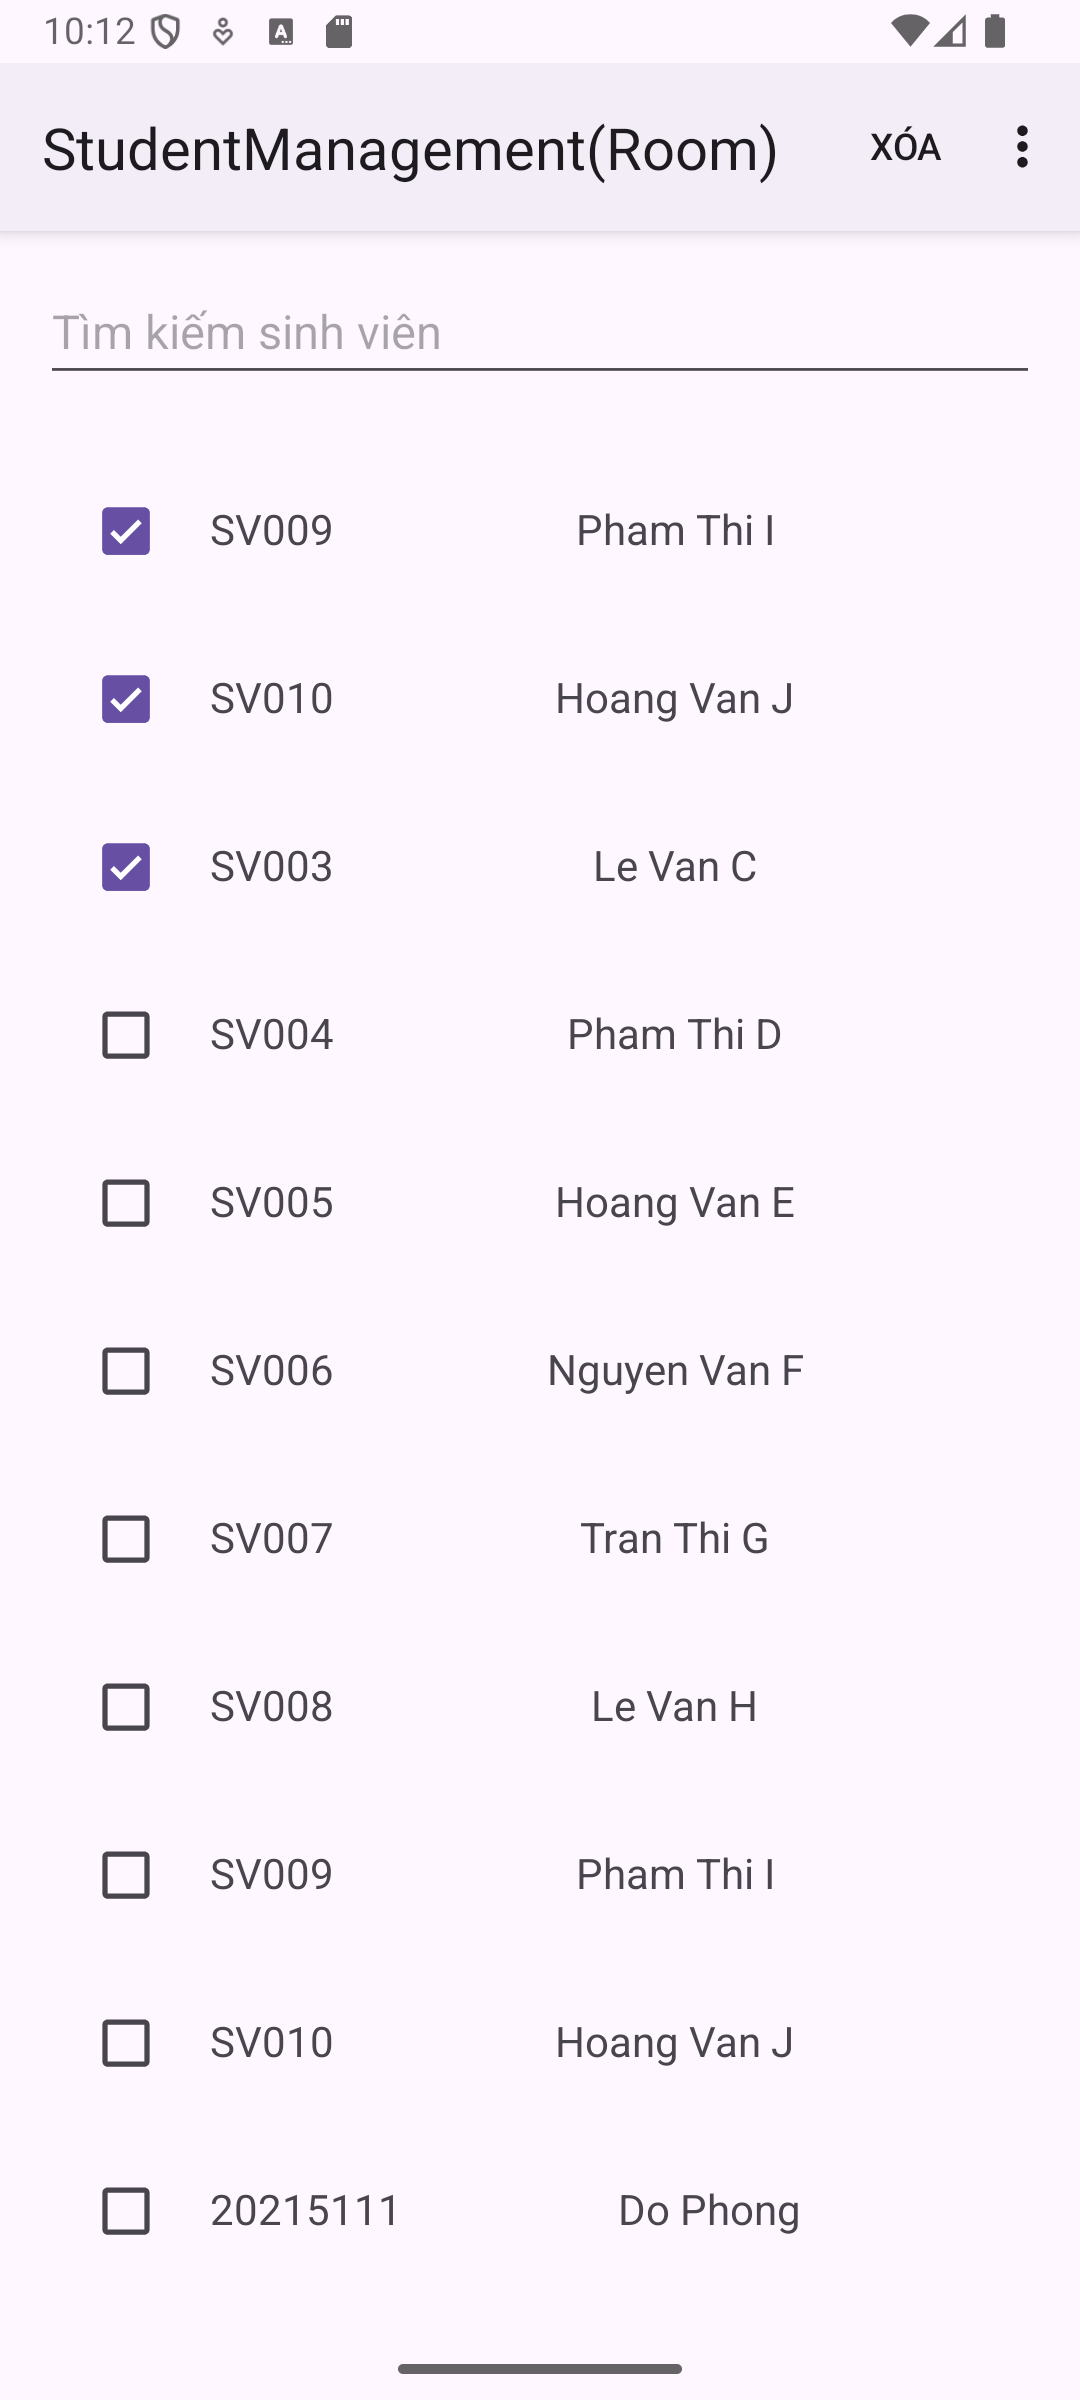 10:12
StudentManagement(Room) XÓA
Tìm kiếm sinh viên
SV009 Pham Thi I
SV010 Hoang Van J
SV003 Le Van C
SV004 Pham Thi D
SV005 Hoang Van E
SV006 Nguyen Van F
SV007 Tran Thi G
SV008 Le Van H
SV009 Pham Thi I
SV010 Hoang Van J
20215111 Do Phong